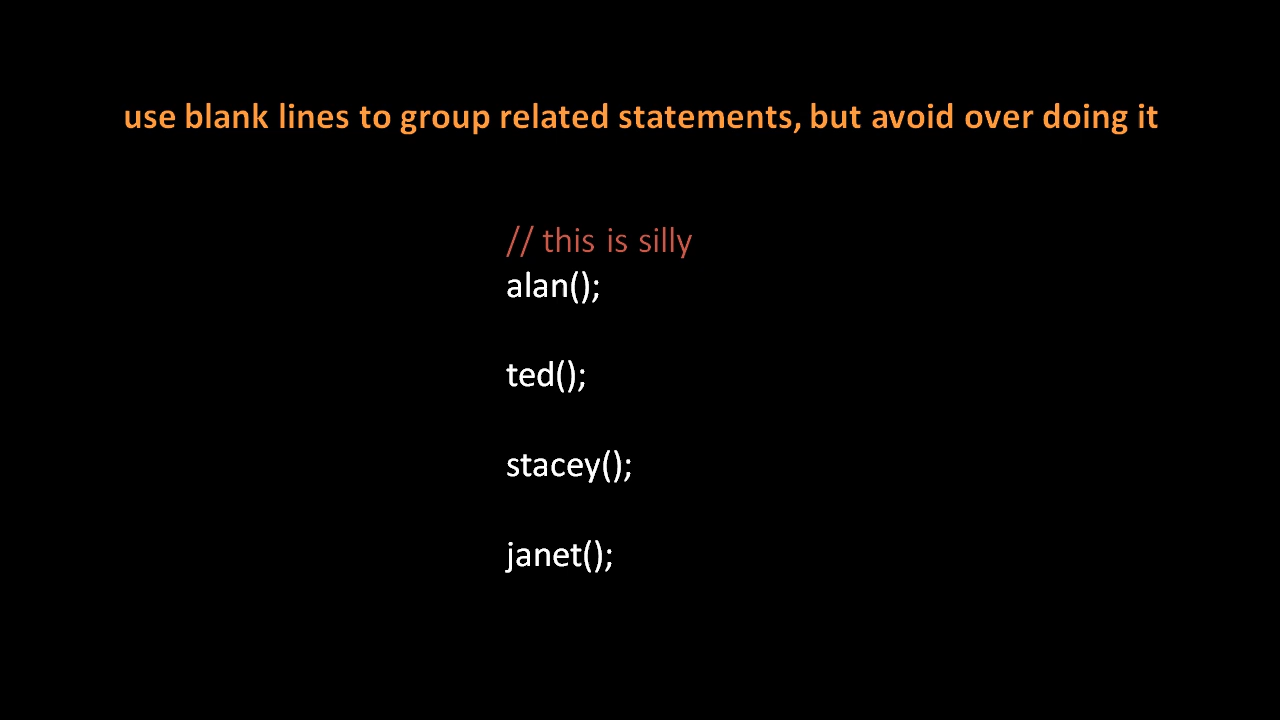 use blank lines to group related statements, but avoid over doing it
// this is silly
alan();
ted();
stacey();
janet();